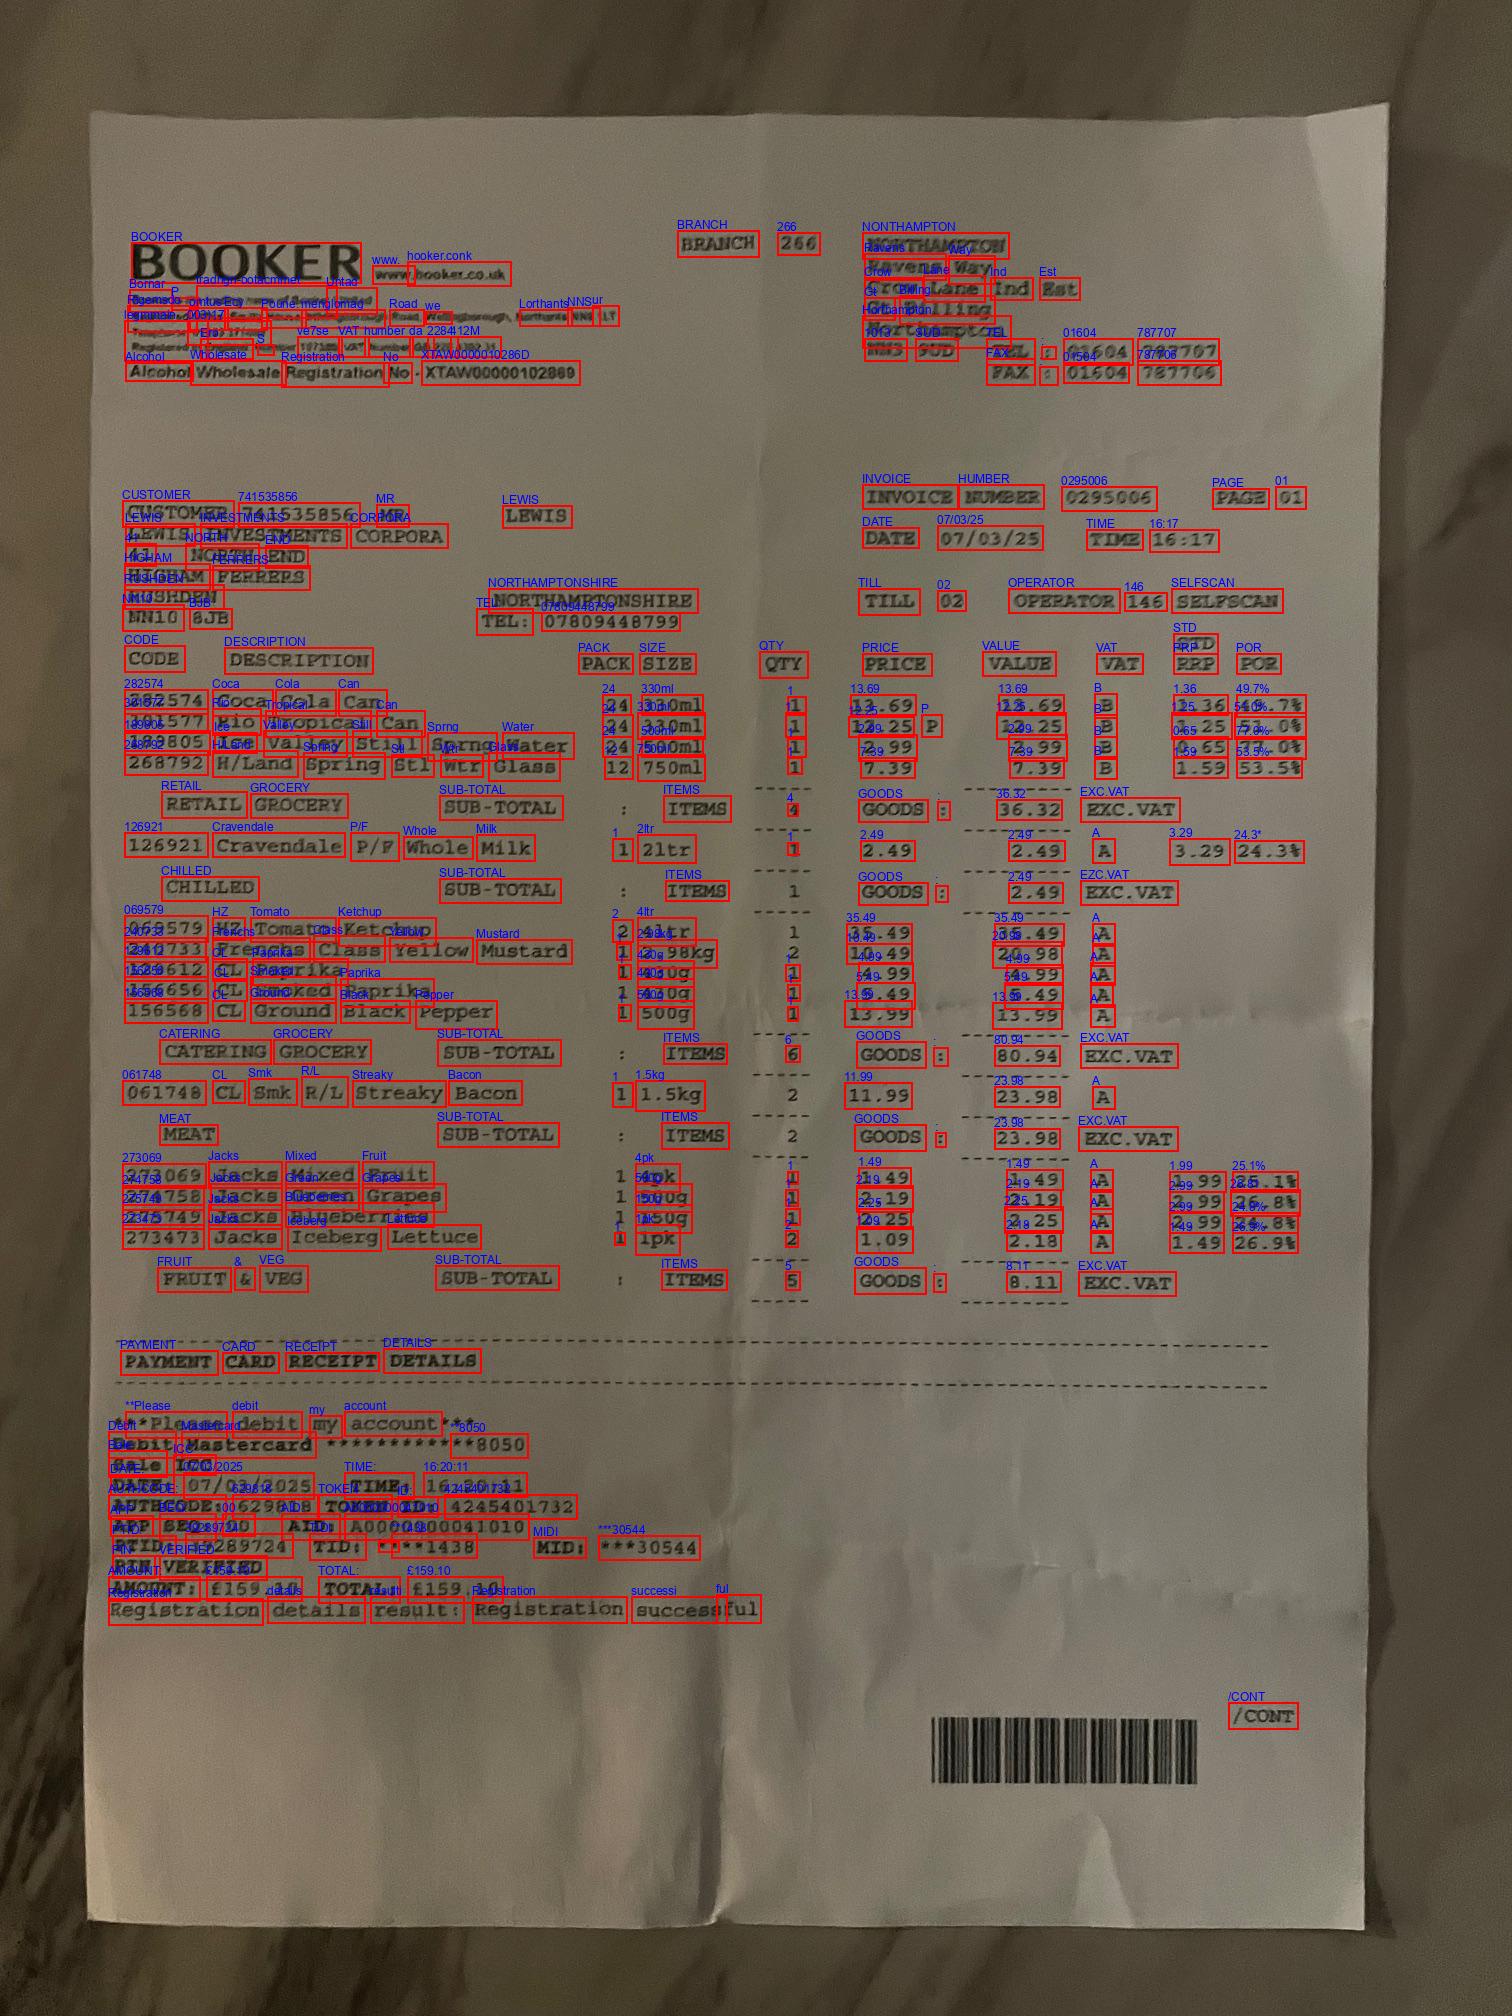 BOOKER www.booker.co.uk
BRANCH 266
NORTHAMPTON
Ravens Way
Crow Lane Ind Est
Gt Billing
Northampton
NN3 9UD TEL : 01604 787707
FAX : 01604 787706
Alcohol Wholesale Registration No - XTAW00000102869
CUSTOMER 741535856 MR LEWIS
LEWIS INVESTMENTS CORPORA
41 NORTH END
HIGHAM FERRERS
RUSHDEN NORTHAMPTONSHIRE
NN10 8JB TEL: 07809448799
INVOICE NUMBER 0295006 PAGE 01
DATE 07/03/25 TIME 16:17
TILL 02 OPERATOR 146 SELFSCAN
STD
CODE DESCRIPTION PACK SIZE QTY PRICE VALUE VAT RRP POR
282574 Coca Cola Can 24 330ml 1 13.69 13.69 B 1.36 49.7%
Rio Tropical Can 24 330ml 1 12.25 P 12.25 B 1.25 51.0%
189805 Ice Valley Still Sprng Water 24 500ml 1 2.99 2.99 B 0.65 77.0%
268792 H/Land Spring Stl Wtr Glass 12 750ml 1 7.39 7.39 B 1.59 53.5%
RETAIL GROCERY SUB-TOTAL : ITEMS 4 GOODS : 36.32 EXC.VAT
126921 Cravendale P/F Whole Milk 1 2ltr 1 2.49 2.49 A 3.29 24.3%
CHILLED SUB-TOTAL : ITEMS 1 GOODS : 2.49 EXC.VAT
069579 HZ Tomato Ketchup 2 4ltr 1 35.49 35.49 A
240733 Frenchs Class Yellow Mustard 1 2.98kg 2 10.49 20.98 A
CL Paprika 1 1 4.99 4.99 A
156656 CL Smoked Paprika 1 1 5.49 5.49 A
156568 CL Ground Black Pepper 1 500g 1 13.99 13.99 A
CATERING GROCERY SUB-TOTAL : ITEMS 6 GOODS : 80.94 EXC.VAT
061748 CL Smk R/L Streaky Bacon 1 1.5kg 2 11.99 23.98 A
MEAT SUB-TOTAL : ITEMS 2 GOODS : 23.98 EXC.VAT
273069 Jacks Mixed Fruit 1 4pk 1 1.49 1.49 A 1.99 25.1%
274758 Jacks Green Grapes 1 500g 1 2.19 2.19 A 2.99 26.8%
275749 Jacks Blueberries 1 150g 1 2.25 2.25 A 2.99 24.8%
273473 Jacks Iceberg Lettuce 1 1pk 2 1.09 2.18 A 1.49 26.9%
FRUIT & VEG SUB-TOTAL : ITEMS 5 GOODS : 8.11 EXC.VAT
PAYMENT CARD RECEIPT DETAILS
***Please debit my account***
Debit Mastercard ************8050
Sale ICC
DATE: 07/03/2025 TIME: 16:20:11
AUTHCODE: 629818 TOKEN ID: 4245401732
APP SEQ: 00 AID: A0000000041010
PTID: TID: ****1438 MID: ***30544
PIN VERIFIED
AMOUNT: £159.10 TOTAL: £159.10
Registration details result: Registration successful
/CONT